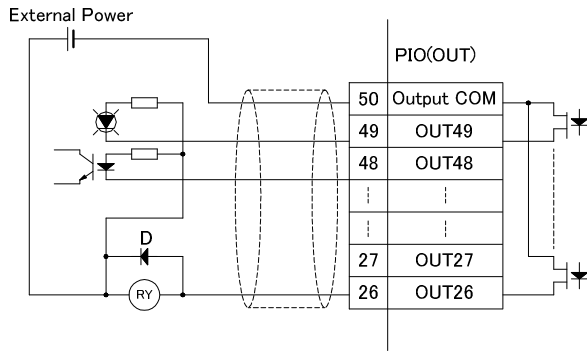 External Power
PIO(OUT)
50 Output COM
49 OUT49
48 OUT48
27 OUT27
26 OUT26
D
RY